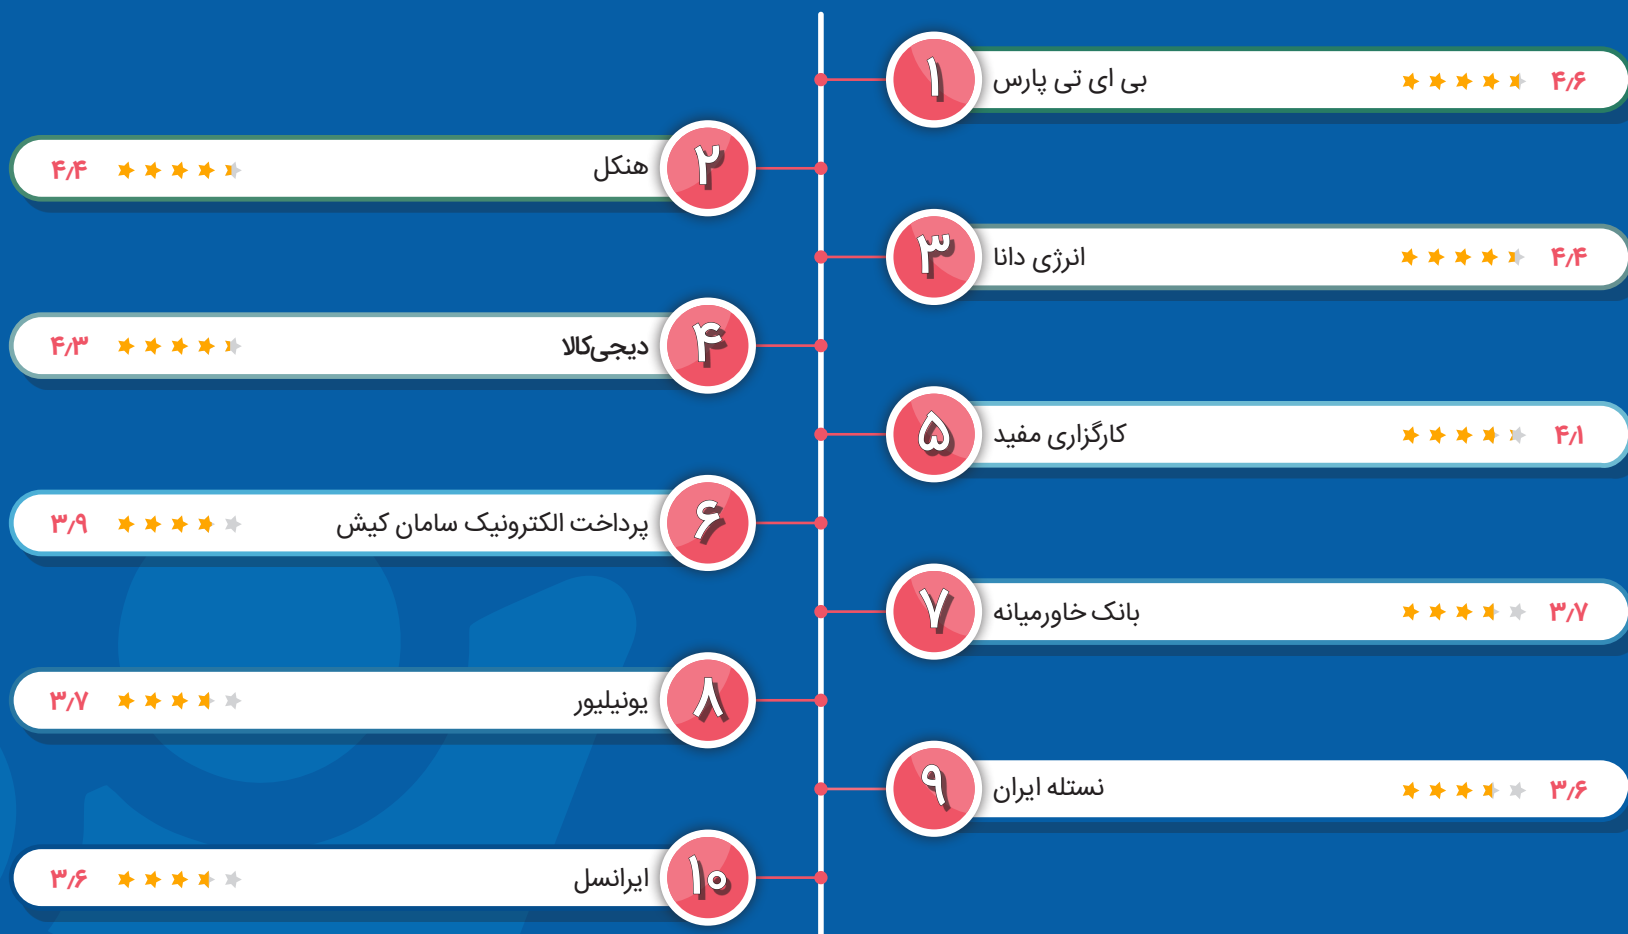 ۱ بی ای تی پارس ۴٫۶
۲ هنکل ۴٫۴
۳ انرژی دانا ۴٫۴
۴ دیجی‌کالا ۴٫۳
۵ کارگزاری مفید ۴٫۱
۶ پرداخت الکترونیک سامان کیش ۳٫۹
۷ بانک خاورمیانه ۳٫۷
۸ یونیلیور ۳٫۷
۹ نستله ایران ۳٫۶
۱۰ ایرانسل ۳٫۶